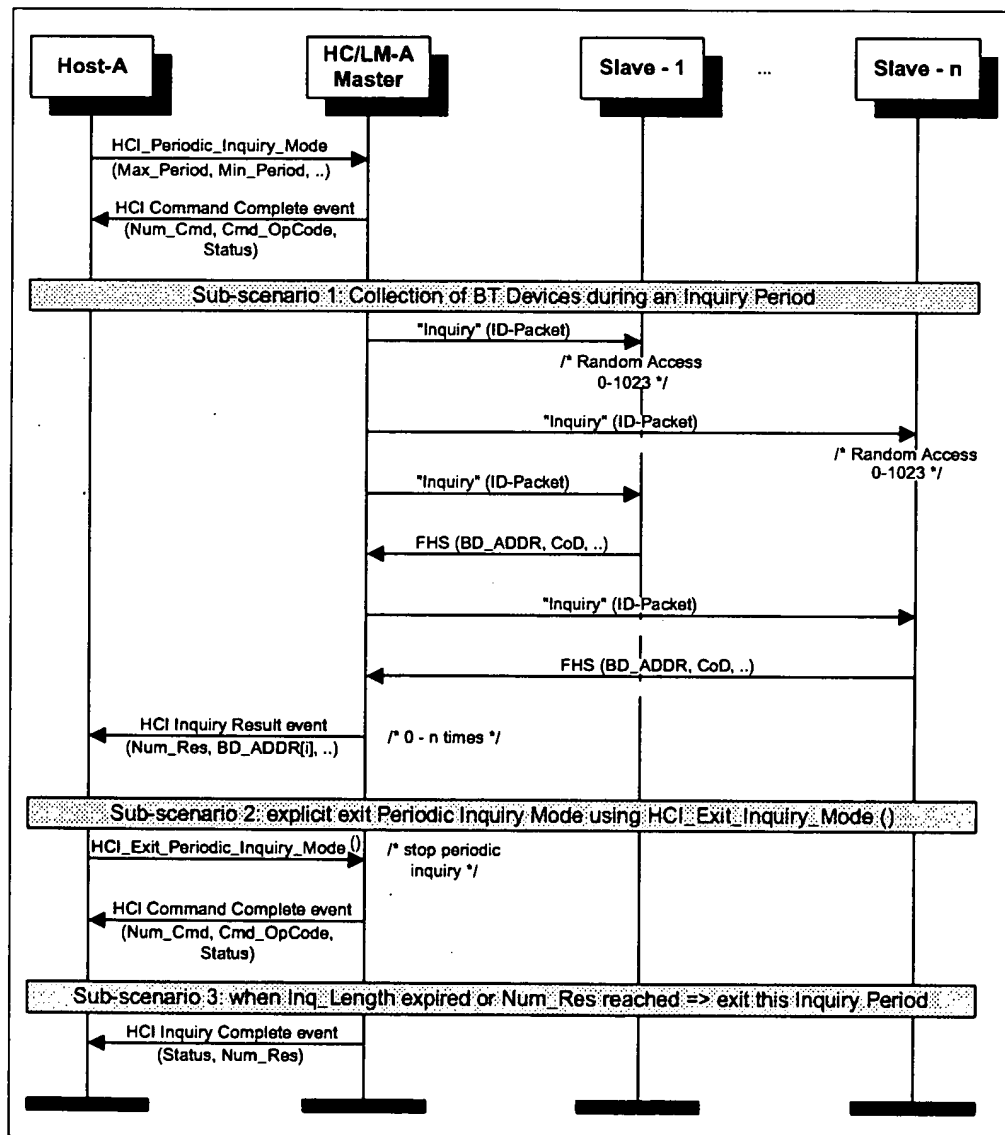 Host-A
HC/LM-A
Master
Slave - 1
...
Slave - n
HCI_Periodic_Inquiry_Mode
(Max_Period, Min_Period, ..)
HCI Command Complete event
(Num_Cmd, Cmd_OpCode,
Status)
Sub-scenario 1: Collection of BT Devices during an Inquiry Period
"Inquiry" (ID-Packet)
/* Random Access
0-1023 */
"Inquiry" (ID-Packet)
/* Random Access
0-1023 */
"Inquiry" (ID-Packet)
FHS (BD_ADDR, CoD, ..)
"Inquiry" (ID-Packet)
FHS (BD_ADDR, CoD, ..)
HCI Inquiry Result event
(Num_Res, BD_ADDR[i], ..)
/* 0 - n times */
Sub-scenario 2: explicit exit Periodic Inquiry Mode using HCI_Exit_Inquiry_Mode ()
HCI_Exit_Periodic_Inquiry_Mode ()
/* stop periodic
inquiry */
HCI Command Complete event
(Num_Cmd, Cmd_OpCode,
Status)
Sub-scenario 3: when Inq_Length expired or Num_Res reached => exit this Inquiry Period
HCI Inquiry Complete event
(Status, Num_Res)